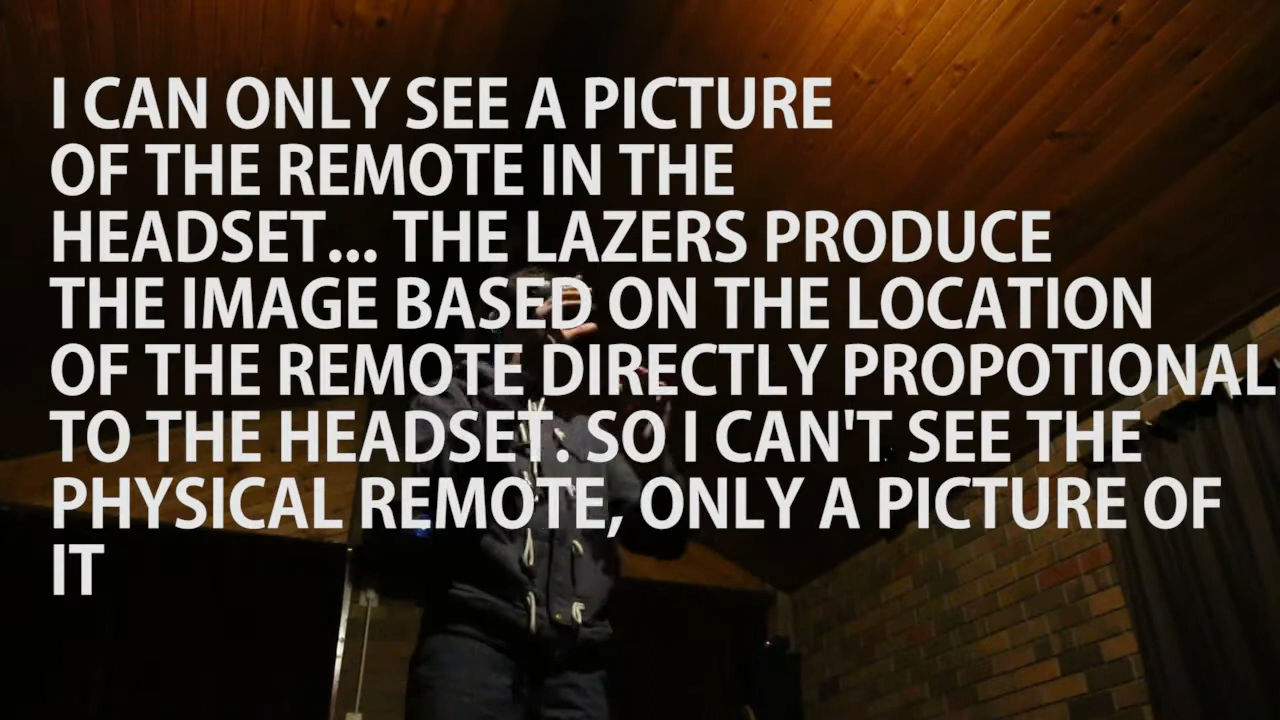 I CAN ONLY SEE A PICTURE
OF THE REMOTE IN THE
HEADSET... THE LAZERS PRODUCE
THE IMAGE BASED ON THE LOCATION
OF THE REMOTE DIRECTLY PROPOTIONAL
TO THE HEADSET. SO I CAN'T SEE THE
PHYSICAL REMOTE, ONLY A PICTURE OF
IT